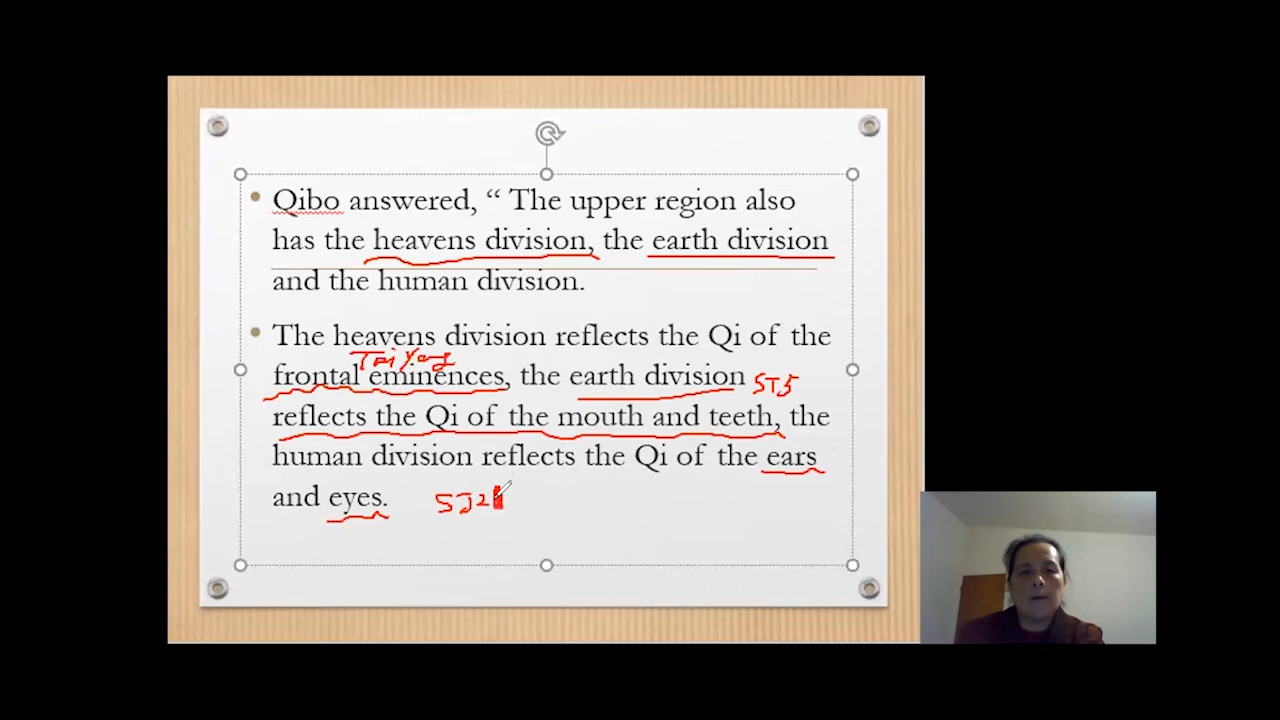 Qibo answered, “ The upper region also
has the heavens division, the earth division
and the human division.
The heavens division reflects the Qi of the
Tai Yang
frontal eminences, the earth division ST5
reflects the Qi of the mouth and teeth, the
human division reflects the Qi of the ears
and eyes. SJ2